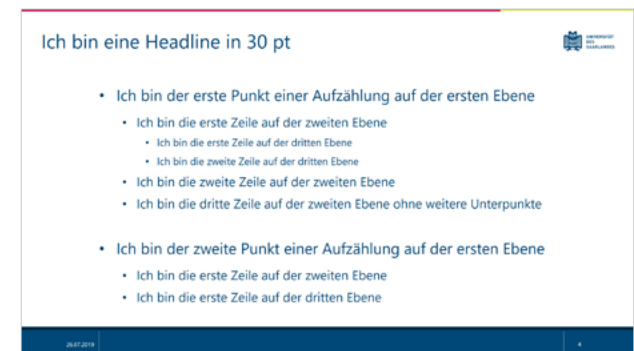 Ich bin eine Headline in 30 pt
UNIVERSITÄT
DES
SAARLANDES
• Ich bin der erste Punkt einer Aufzählung auf der ersten Ebene
• Ich bin die erste Zeile auf der zweiten Ebene
• Ich bin die erste Zeile auf der dritten Ebene
• Ich bin die zweite Zeile auf der dritten Ebene
• Ich bin die zweite Zeile auf der zweiten Ebene
• Ich bin die dritte Zeile auf der zweiten Ebene ohne weitere Unterpunkte
• Ich bin der zweite Punkt einer Aufzählung auf der ersten Ebene
• Ich bin die erste Zeile auf der zweiten Ebene
• Ich bin die erste Zeile auf der dritten Ebene
26.07.2019
4